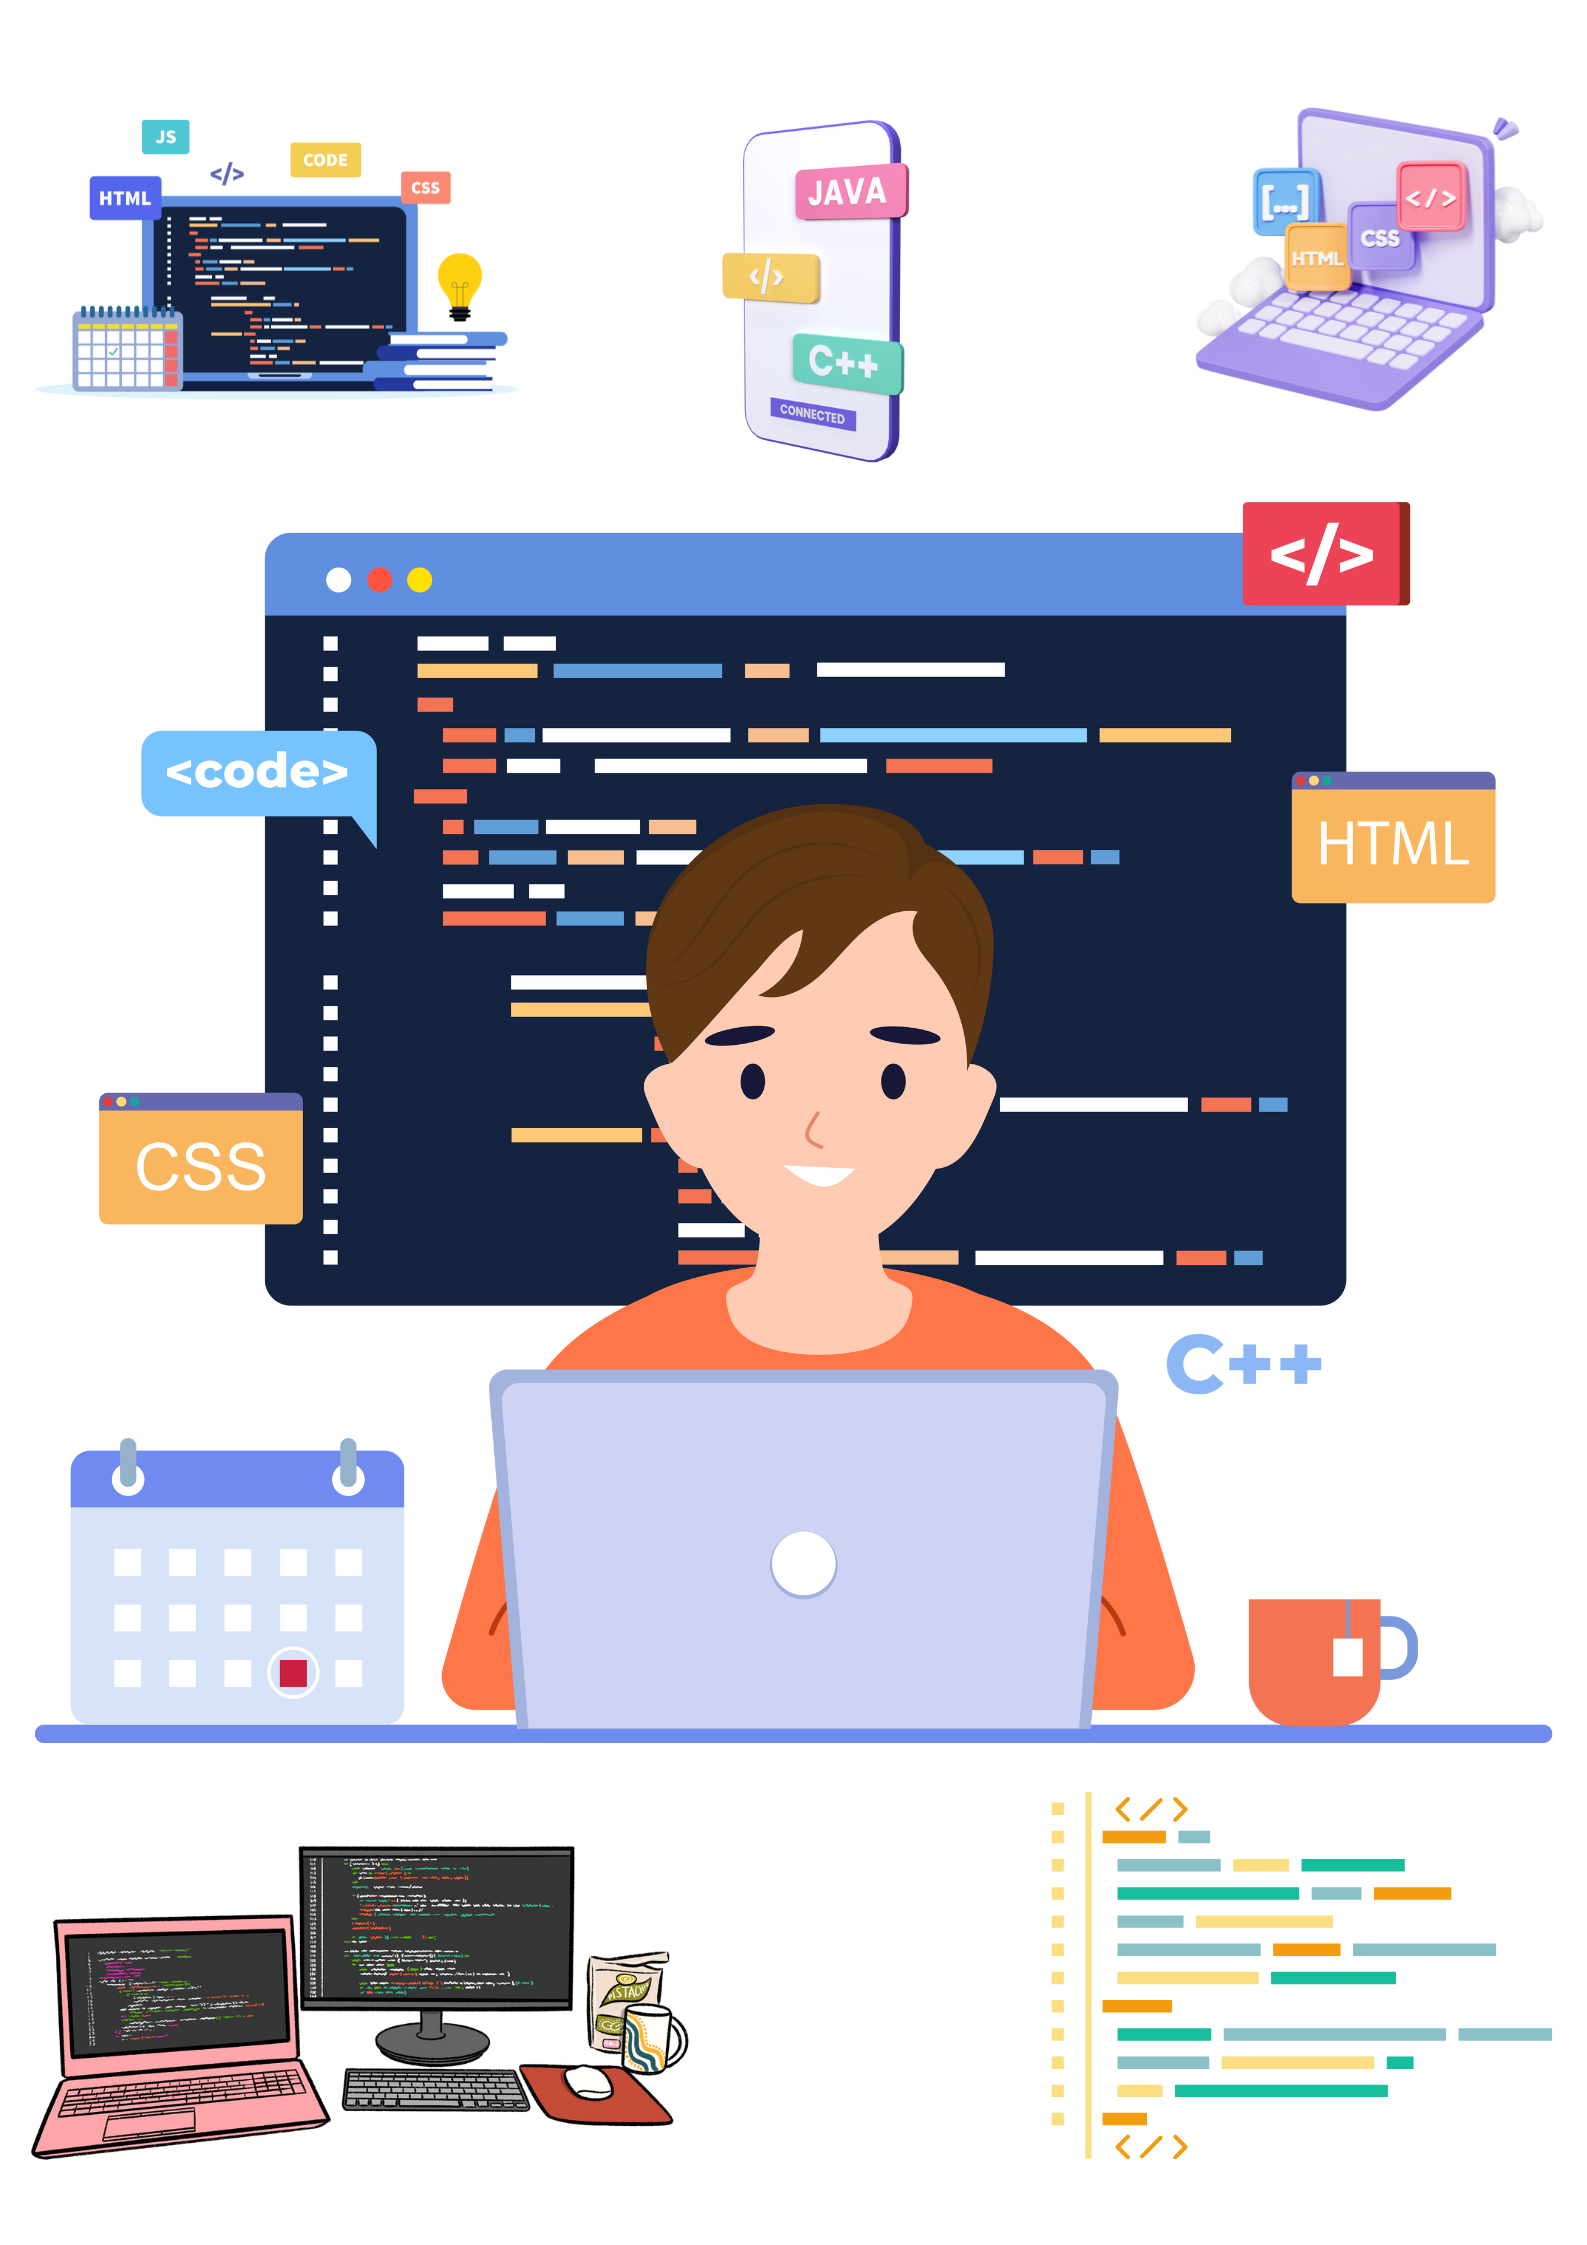 JS
CODE
</>
HTML
CSS
JAVA
</>
C++
CONNECTED
[...]
</>
CSS
HTML
</>
<code>
HTML
CSS
C++
</>
</>